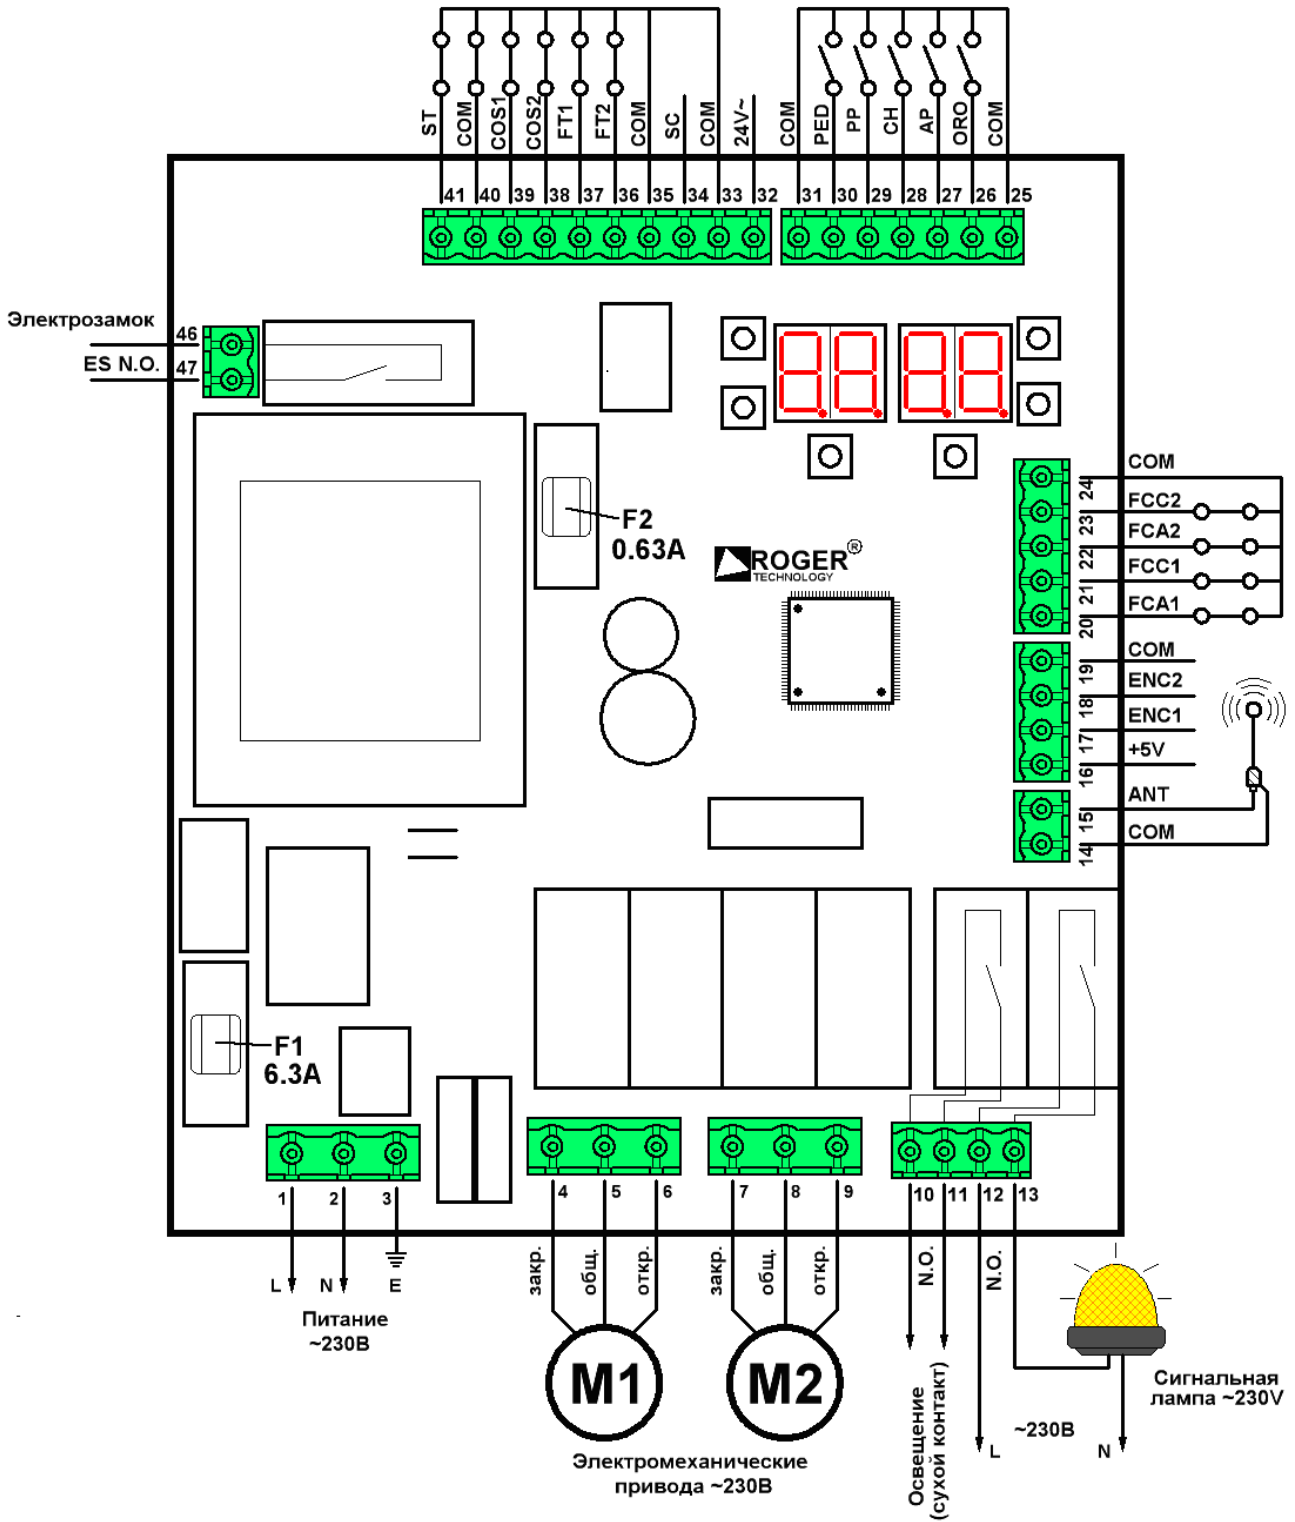 ST
COM
COS1
COS2
FT1
FT2
COM
SC
COM
24V~
COM
PED
PP
CH
AP
ORO
COM
41 40 39 38 37 36 35 34 33 32 31 30 29 28 27 26 25
Электрозамок
46
ES N.O. 47
F2
0.63A
ROGER ®
TECHNOLOGY
COM
24
FCC2
23
FCA2
22
FCC1
21
FCA1
20
COM
19
ENC2
18
ENC1
17
+5V
16
ANT
15
COM
14
F1
6.3A
1 2 3
4 5 6
7 8 9
10 11 12 13
L N E
Питание
~230В
закр.
общ.
откр.
закр.
общ.
откр.
M1
M2
Электромеханические
привода ~230В
N.O.
N.O.
Освещение
(сухой контакт)
L
~230В
N
Сигнальная
лампа ~230V